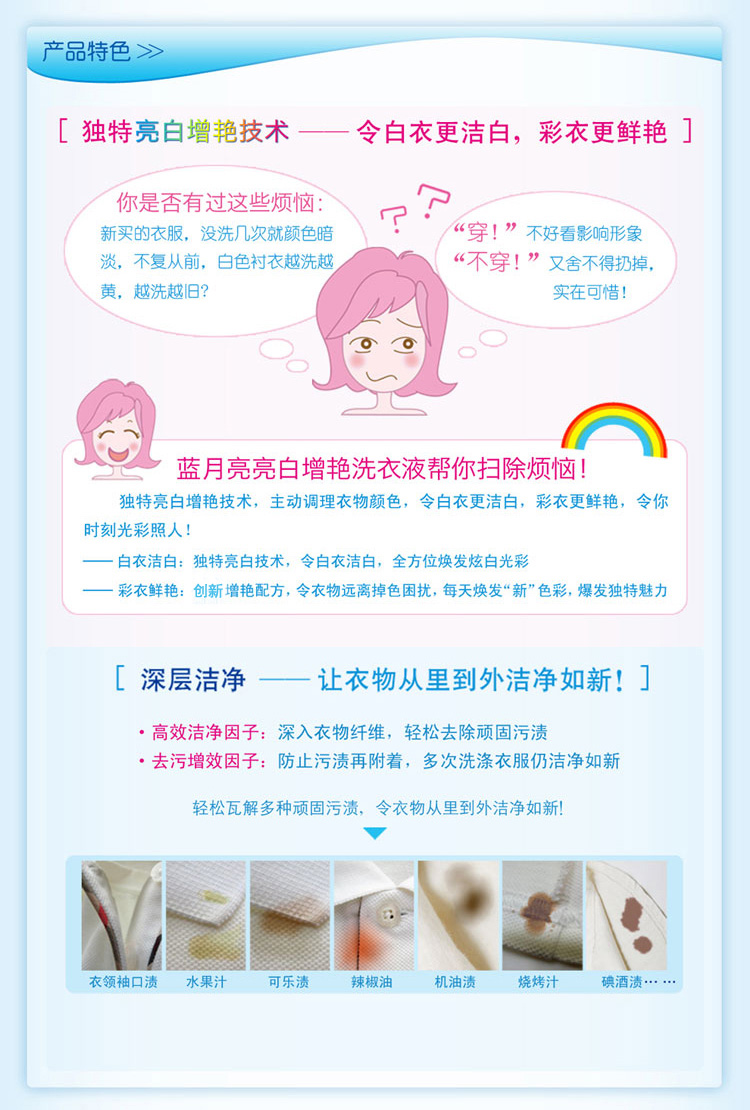 产品特色 >>
[ 独特亮白增艳技术 —— 令白衣更洁白，彩衣更鲜艳 ]
你是否有过这些烦恼：
新买的衣服，没洗几次就颜色暗
淡，不复从前，白色衬衣越洗越
黄，越洗越旧？
? ?
“穿！”不好看影响形象
“不穿！”又舍不得扔掉，
实在可惜！
蓝月亮亮白增艳洗衣液帮你扫除烦恼！
独特亮白增艳技术，主动调理衣物颜色，令白衣更洁白，彩衣更鲜艳，令你
时刻光彩照人！
—— 白衣洁白：独特亮白技术，令白衣洁白，全方位焕发炫白光彩
—— 彩衣鲜艳：创新增艳配方，令衣物远离掉色困扰，每天焕发“新”色彩，爆发独特魅力
[ 深层洁净 —— 让衣物从里到外洁净如新！ ]
• 高效洁净因子：深入衣物纤维，轻松去除顽固污渍
• 去污增效因子：防止污渍再附着，多次洗涤衣服仍洁净如新
轻松瓦解多种顽固污渍，令衣物从里到外洁净如新！
衣领袖口渍 水果汁 可乐渍 辣椒油 机油渍 烧烤汁 碘酒渍… …